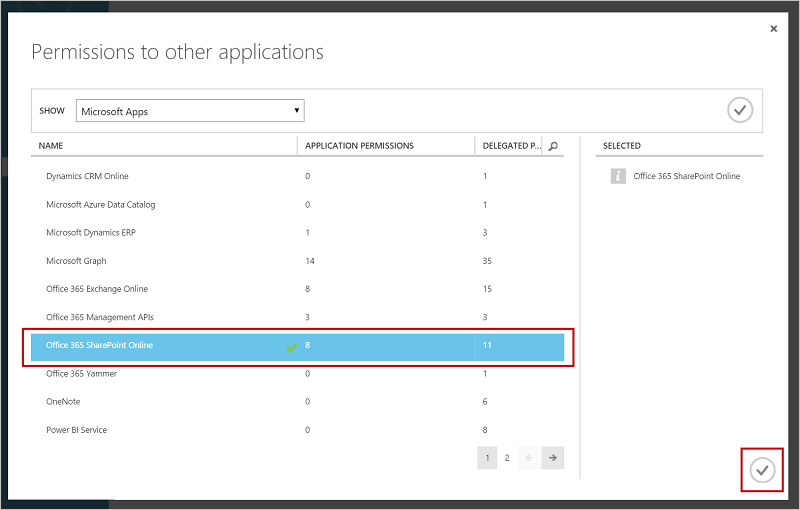 Permissions to other applications
SHOW Microsoft Apps
NAME APPLICATION PERMISSIONS DELEGATED P... SELECTED
Dynamics CRM Online 0 1 Office 365 SharePoint Online
Microsoft Azure Data Catalog 0 1
Microsoft Dynamics ERP 1 3
Microsoft Graph 14 35
Office 365 Exchange Online 8 15
Office 365 Management APIs 3 3
Office 365 SharePoint Online 8 11
Office 365 Yammer 0 1
OneNote 0 6
Power BI Service 0 8
1 2